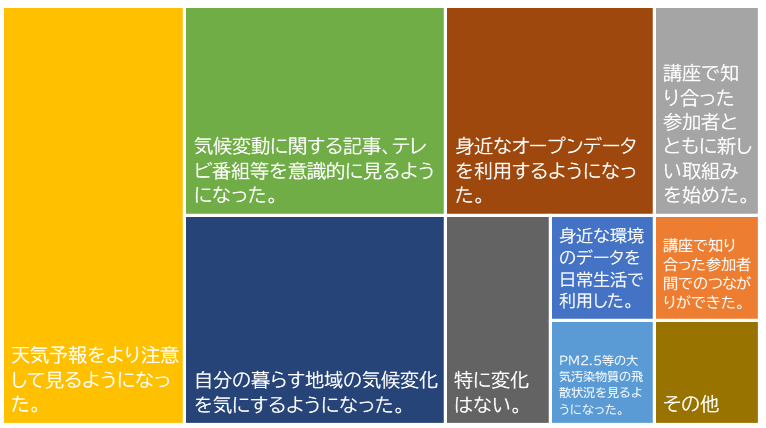 天気予報をより注意
して見るようになっ
た。
気候変動に関する記事、テレ
ビ番組等を意識的に見るよう
になった。
自分の暮らす地域の気候変化
を気にするようになった。
身近なオープンデータ
を利用するようになっ
た。
講座で知
り合った
参加者と
ともに新し
い取組み
を始めた。
特に変化
はない。
身近な環境
のデータを
日常生活で
利用した。
講座で知り
合った参加者
間でのつなが
りができた。
PM2.5等の大
気汚染物質の飛
散状況を見るよ
うになった。
その他